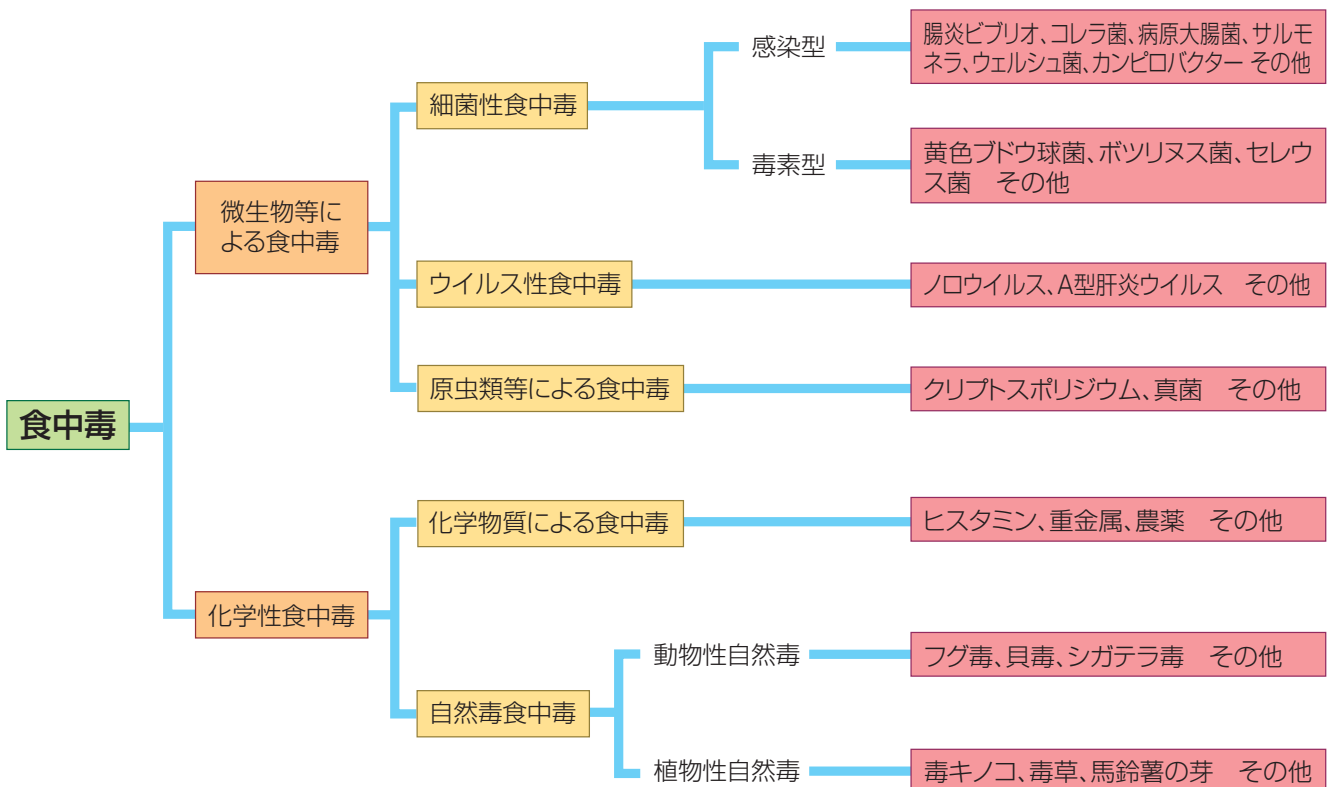 感染型
腸炎ビブリオ、コレラ菌、病原大腸菌、サルモ
ネラ、ウェルシュ菌、カンピロバクター その他
細菌性食中毒
毒素型
黄色ブドウ球菌、ボツリヌス菌、セレウ
ス菌　その他
微生物等に
よる食中毒
ウイルス性食中毒
ノロウイルス、A型肝炎ウイルス　その他
原虫類等による食中毒
クリプトスポリジウム、真菌　その他
食中毒
化学物質による食中毒
ヒスタミン、重金属、農薬　その他
化学性食中毒
動物性自然毒
フグ毒、貝毒、シガテラ毒　その他
自然毒食中毒
植物性自然毒
毒キノコ、毒草、馬鈴薯の芽　その他